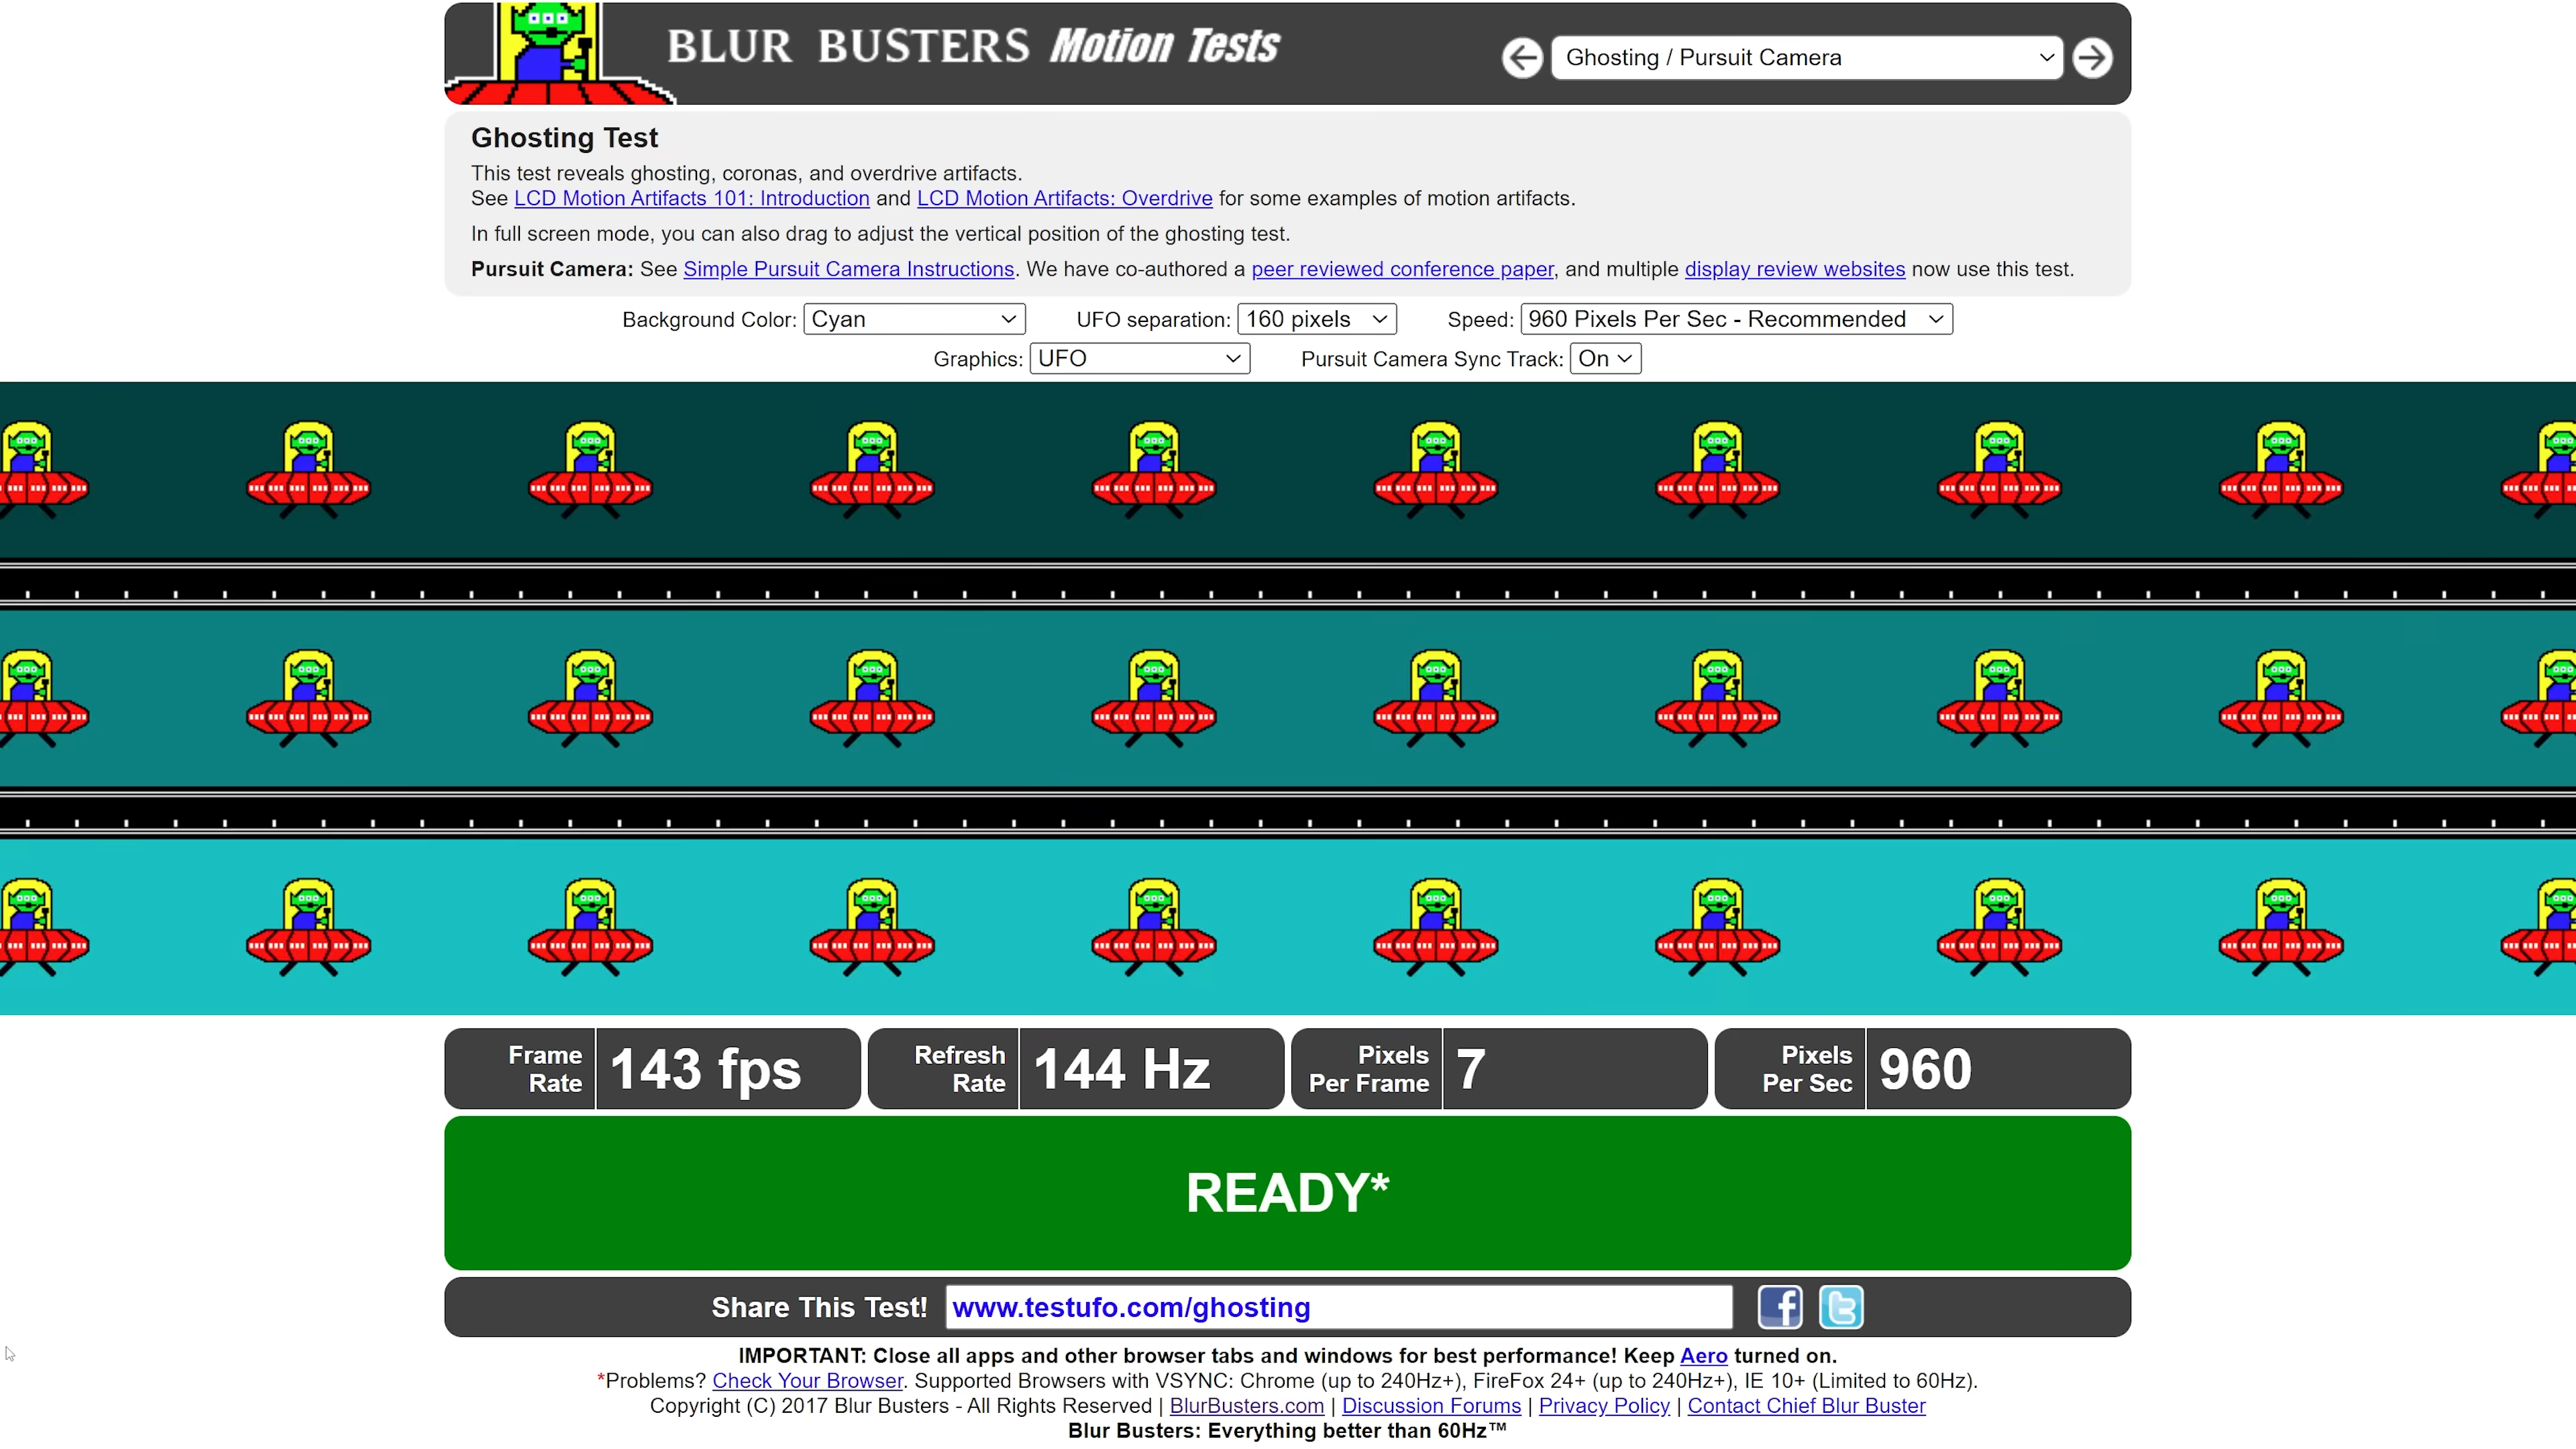 BLUR BUSTERS Motion Tests
Ghosting / Pursuit Camera
Ghosting Test
This test reveals ghosting, coronas, and overdrive artifacts.
See LCD Motion Artifacts 101: Introduction and LCD Motion Artifacts: Overdrive for some examples of motion artifacts.
In full screen mode, you can also drag to adjust the vertical position of the ghosting test.
Pursuit Camera: See Simple Pursuit Camera Instructions. We have co-authored a peer reviewed conference paper, and multiple display review websites now use this test.
Background Color: Cyan UFO separation: 160 pixels Speed: 960 Pixels Per Sec - Recommended
Graphics: UFO Pursuit Camera Sync Track: On
Frame Rate 143 fps
Refresh Rate 144 Hz
Pixels Per Frame 7
Pixels Per Sec 960
READY*
Share This Test! www.testufo.com/ghosting
IMPORTANT: Close all apps and other browser tabs and windows for best performance! Keep Aero turned on.
*Problems? Check Your Browser. Supported Browsers with VSYNC: Chrome (up to 240Hz+), FireFox 24+ (up to 240Hz+), IE 10+ (Limited to 60Hz).
Copyright (C) 2017 Blur Busters - All Rights Reserved | BlurBusters.com | Discussion Forums | Privacy Policy | Contact Chief Blur Buster
Blur Busters: Everything better than 60Hz™